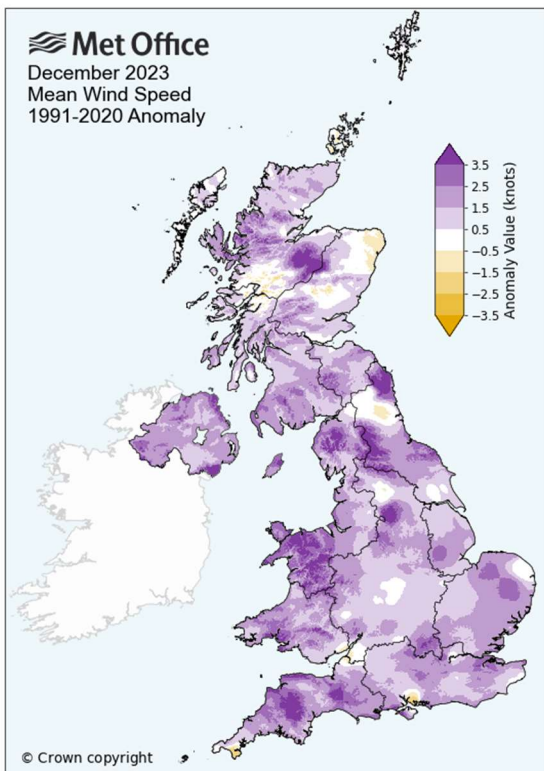 Met Office
December 2023
Mean Wind Speed
1991-2020 Anomaly
3.5
2.5
1.5
0.5
−0.5
−1.5
−2.5
−3.5
Anomaly Value (knots)
© Crown copyright